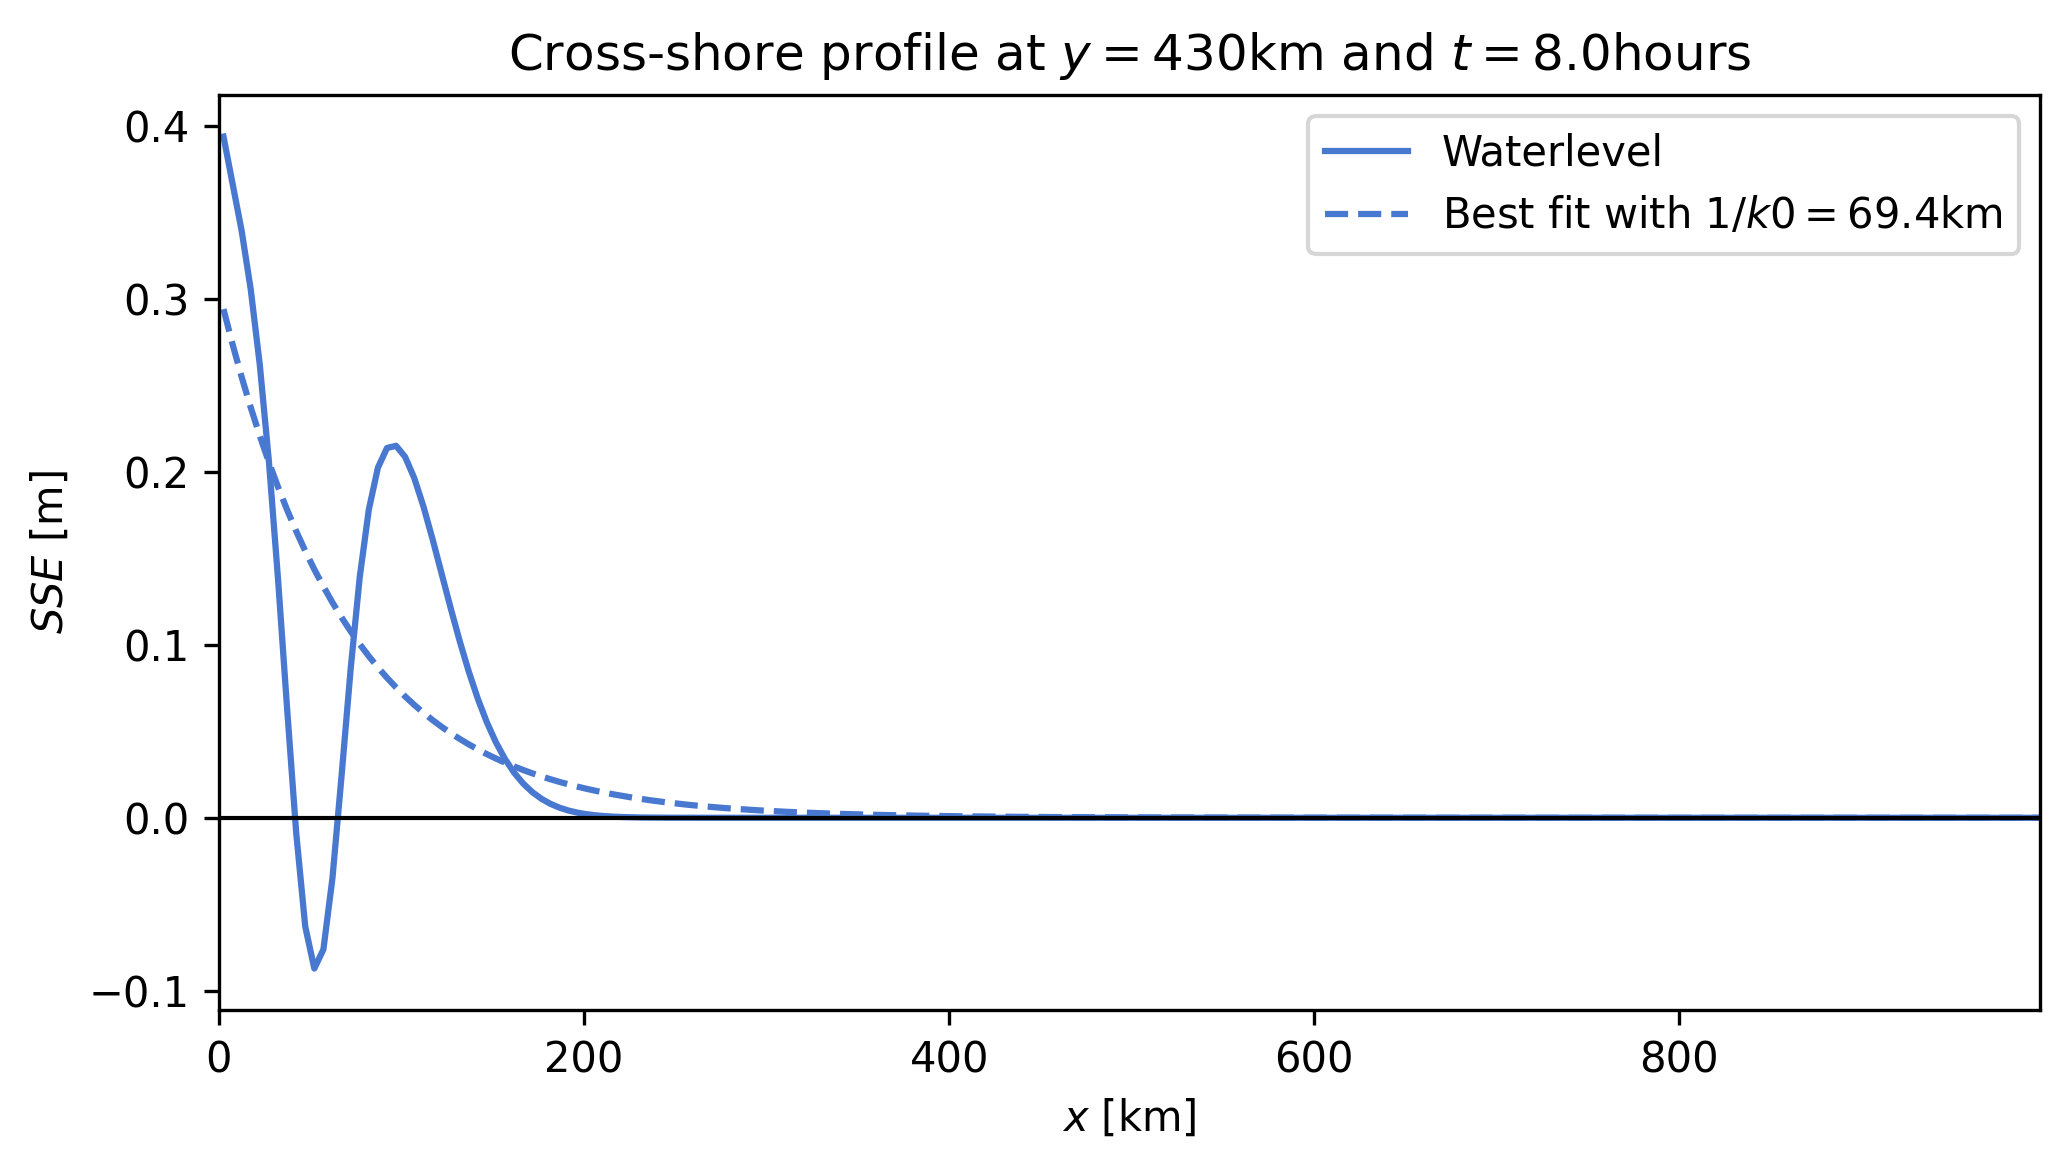 Cross-shore profile at y = 430km and t = 8.0hours
Waterlevel
Best fit with 1/k0 = 69.4km
0.4
0.3
0.2
0.1
0.0
−0.1
SSE [m]
0 200 400 600 800
x [km]